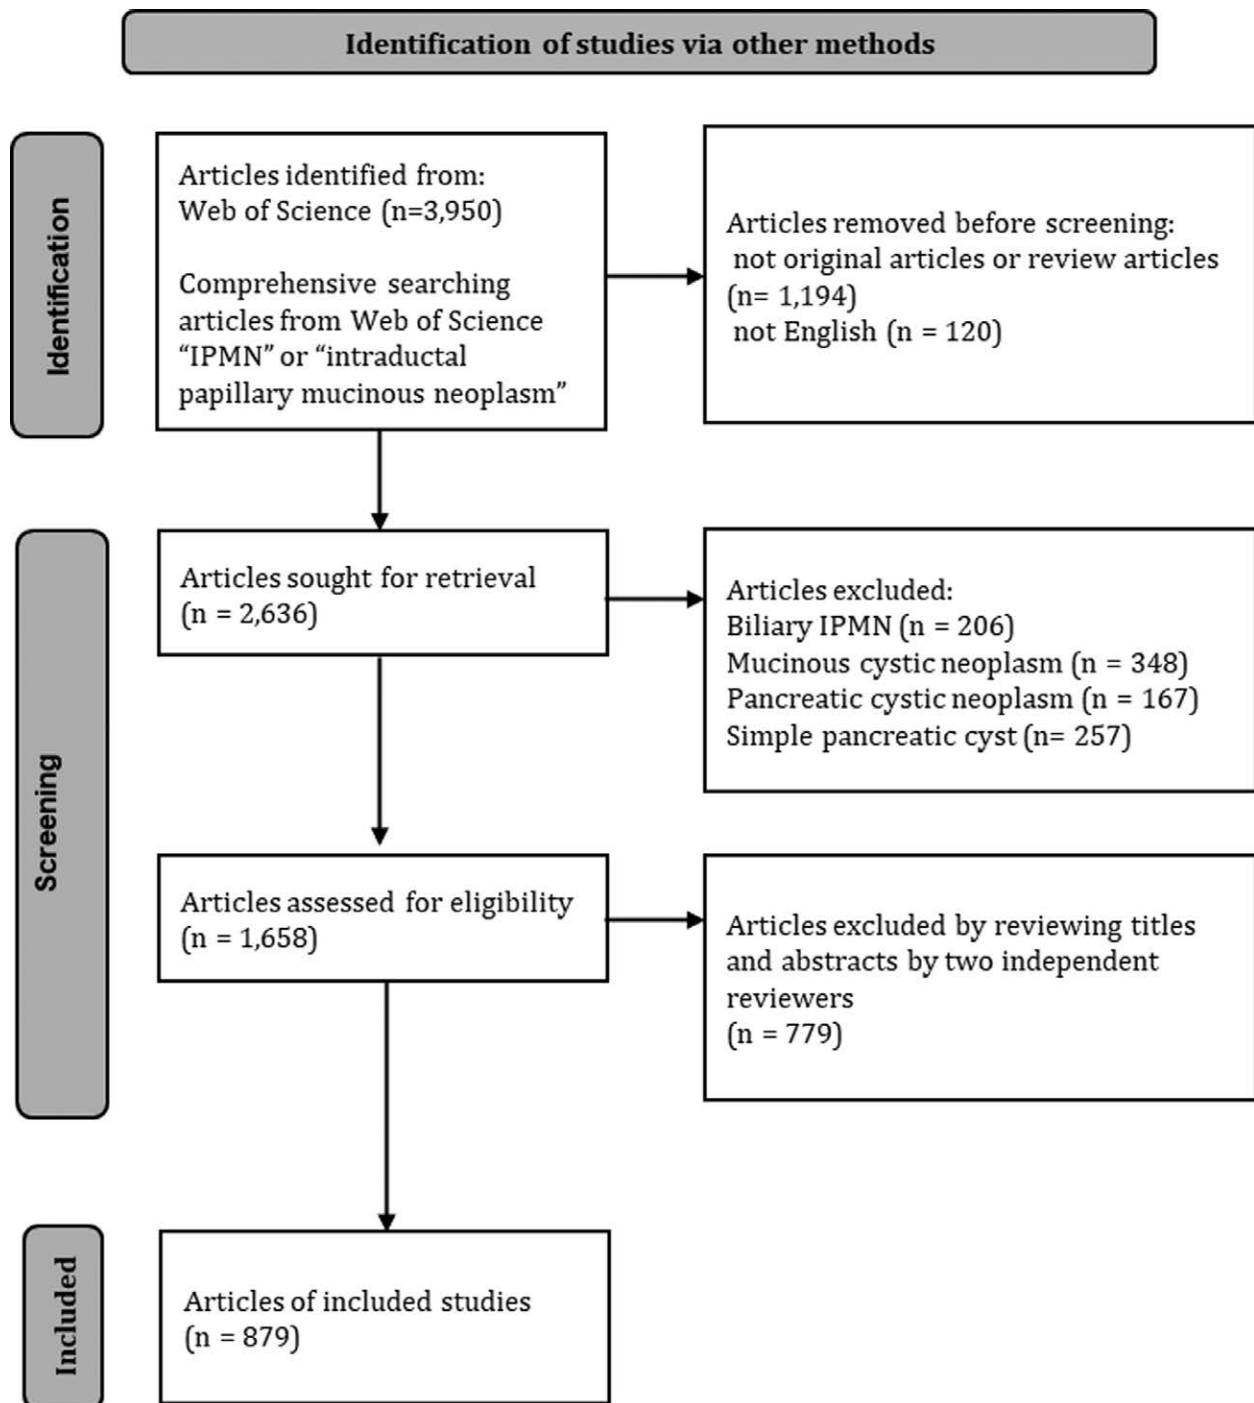 Identification of studies via other methods
Identification
Articles identified from:
Web of Science (n=3,950)
Comprehensive searching
articles from Web of Science
“IPMN” or “intraductal
papillary mucinous neoplasm”
Articles removed before screening:
not original articles or review articles
(n= 1,194)
not English (n = 120)
Screening
Articles sought for retrieval
(n = 2,636)
Articles excluded:
Biliary IPMN (n = 206)
Mucinous cystic neoplasm (n = 348)
Pancreatic cystic neoplasm (n = 167)
Simple pancreatic cyst (n= 257)
Articles assessed for eligibility
(n = 1,658)
Articles excluded by reviewing titles
and abstracts by two independent
reviewers
(n = 779)
Included
Articles of included studies
(n = 879)